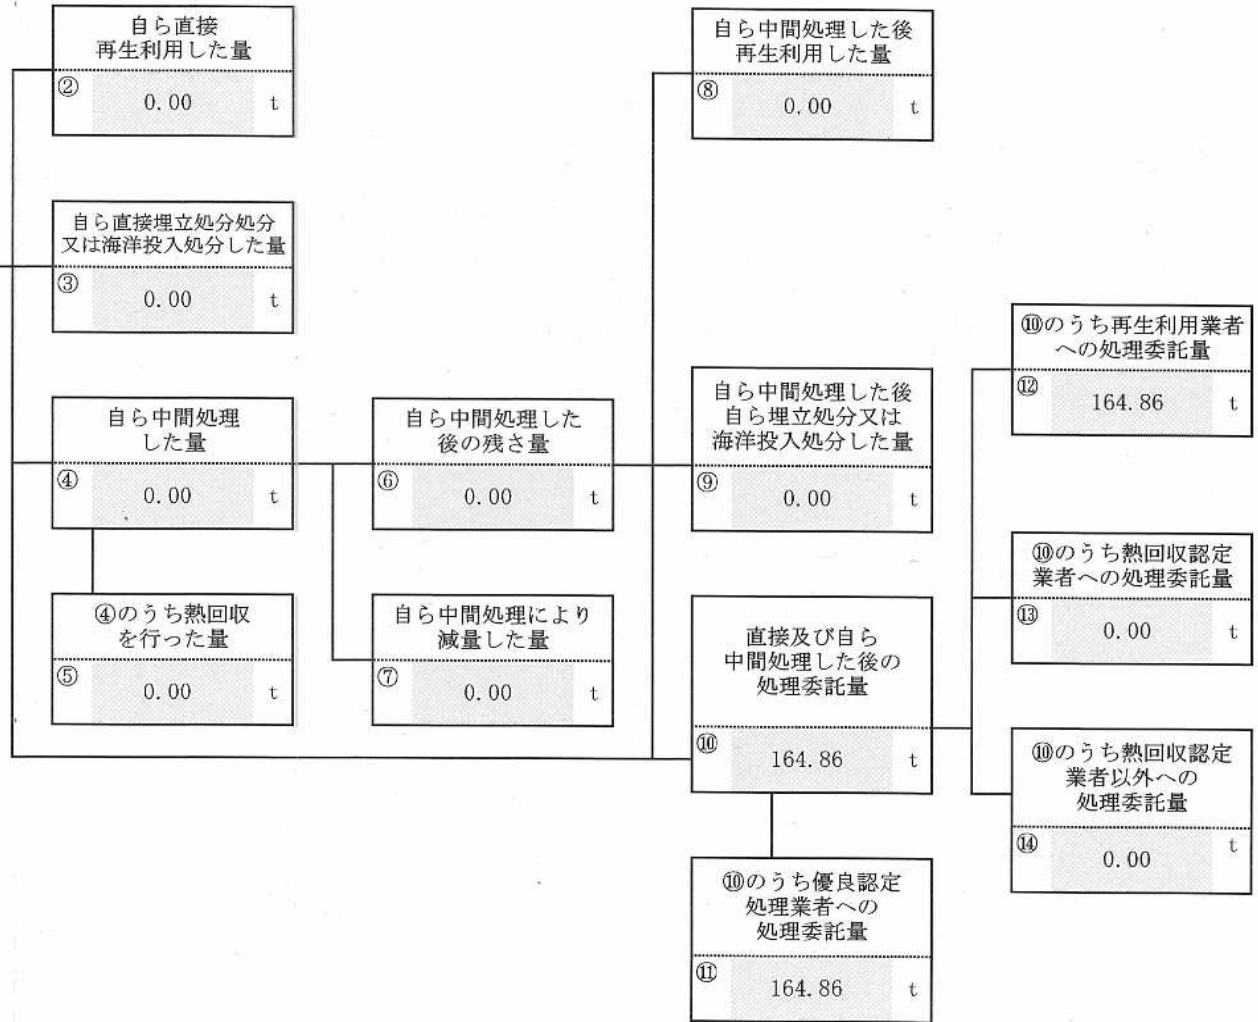 自ら直接
再生利用した量
② 0.00 t
自ら直接埋立処分処分
又は海洋投入処分した量
③ 0.00 t
自ら中間処理
した量
④ 0.00 t
④のうち熱回収
を行った量
⑤ 0.00 t
自ら中間処理した
後の残さ量
⑥ 0.00 t
自ら中間処理により
減量した量
⑦ 0.00 t
自ら中間処理した後
再生利用した量
⑧ 0.00 t
自ら中間処理した後
自ら埋立処分又は
海洋投入処分した量
⑨ 0.00 t
直接及び自ら
中間処理した後の
処理委託量
⑩ 164.86 t
⑩のうち優良認定
処理業者への
処理委託量
⑪ 164.86 t
⑩のうち再生利用業者
への処理委託量
⑫ 164.86 t
⑩のうち熱回収認定
業者への処理委託量
⑬ 0.00 t
⑩のうち熱回収認定
業者以外への
処理委託量
⑭ 0.00 t